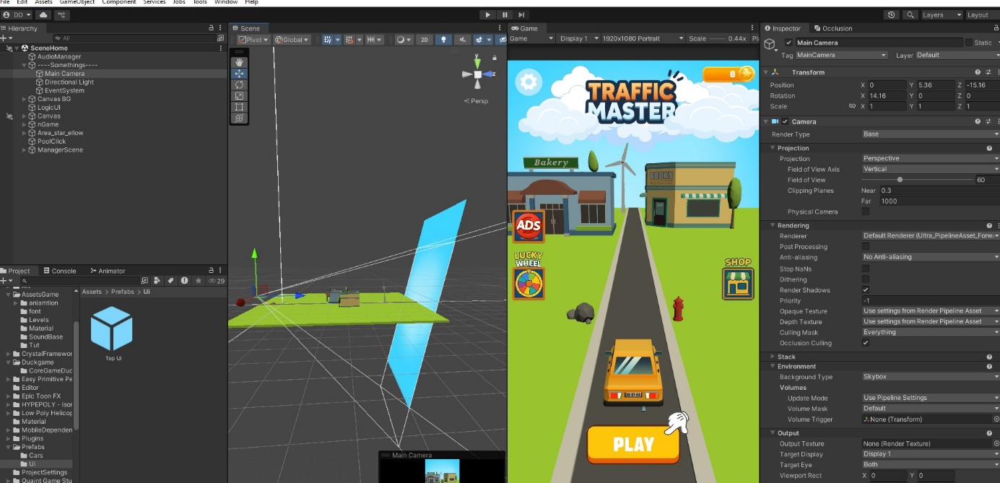 File Edit Assets GameObject Component Services Jobs Tools Window Help
DD
Layers Layout
Hierarchy
All
SceneHome
AudioManager
----Somethings----
Main Camera
Directional Light
EventSystem
Canvas BG
LogicUI
Canvas
nGame
Area_star_ellow
PoolClick
ManagerScene
Project Console Animator
29
AssetsGame
aniamtion
font
Levels
Material
SoundBase
Tut
CrystalFramewor
Duckgame
CoreGameDuc
Easy Primitive Pe
Editor
Epic Toon FX
HYPEPOLY - Isor
Low Poly Helicop
Material
MobileDependen
Plugins
Prefabs
Cars
Ui
ProjectSettings
Quaint Game Stu
Assets > Prefabs > Ui
Top Ui
Scene
Pivot Global 2D
y
z
Persp
Main Camera
Game
Game Display 1 1920x1080 Portrait Scale 0.44x Pl
8
TRAFFIC
MASTER
Bakery
BOOKS
ADS
LUCKY
WHEEL
SHOP
PLAY
Inspector Occlusion
Main Camera Static
Tag MainCamera Layer Default
Transform
Position X 0 Y 5.36 Z -15.16
Rotation X 14.16 Y 0 Z 0
Scale X 1 Y 1 Z 1
Camera
Render Type Base
Projection
Projection Perspective
Field of View Axis Vertical
Field of View 60
Clipping Planes Near 0.3
Far 1000
Physical Camera
Rendering
Renderer Default Renderer (Ultra_PipelineAsset_Forwa
Post Processing
Anti-aliasing No Anti-aliasing
Stop NaNs
Dithering
Render Shadows
Priority -1
Opaque Texture Use settings from Render Pipeline Asset
Depth Texture Use settings from Render Pipeline Asset
Culling Mask Everything
Occlusion Culling
Stack
Environment
Background Type Skybox
Volumes
Update Mode Use Pipeline Settings
Volume Mask Default
Volume Trigger None (Transform)
Output
Output Texture None (Render Texture)
Target Display Display 1
Target Eye Both
Viewport Rect X 0 Y 0